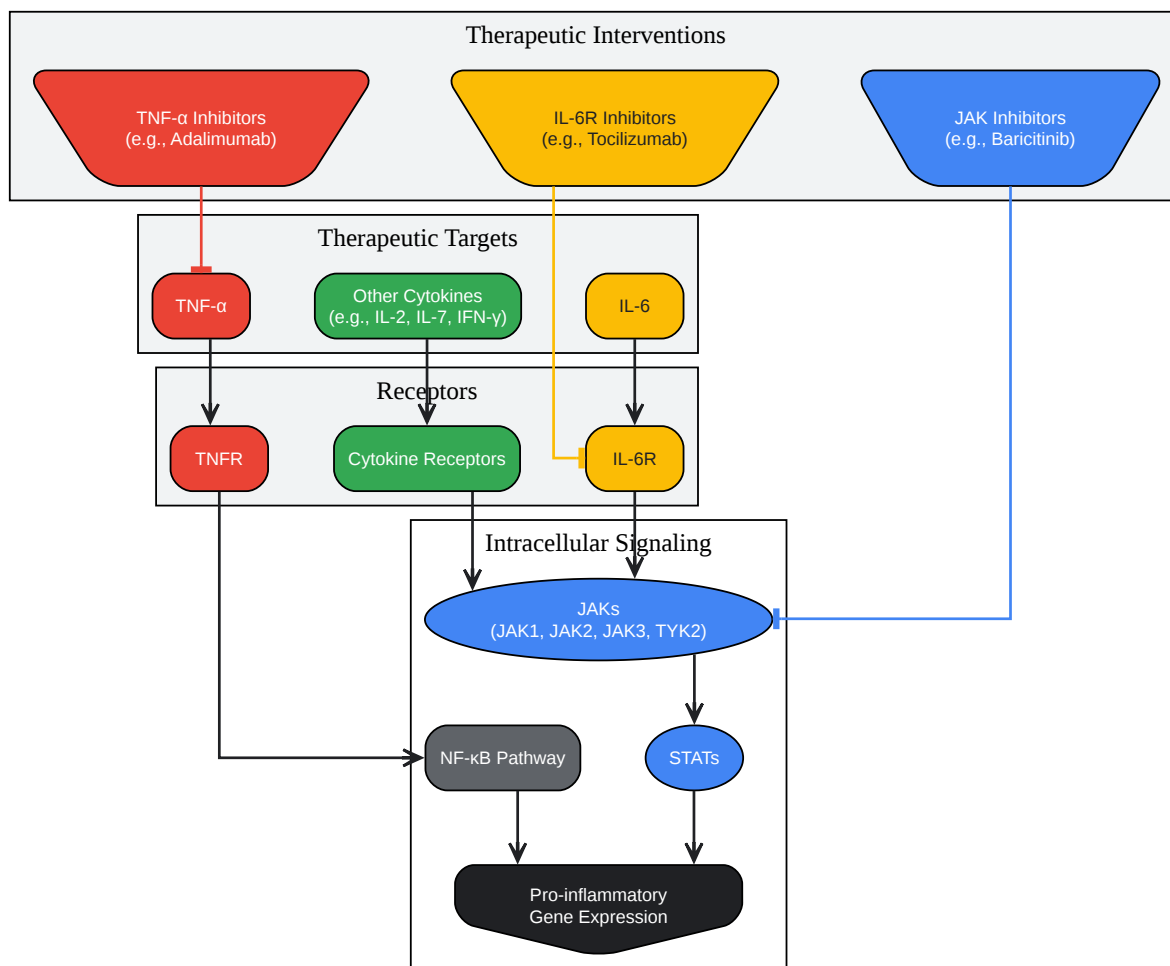 Therapeutic Interventions
TNF-α Inhibitors
(e.g., Adalimumab)
IL-6R Inhibitors
(e.g., Tocilizumab)
JAK Inhibitors
(e.g., Baricitinib)
Therapeutic Targets
TNF-α
Other Cytokines
(e.g., IL-2, IL-7, IFN-γ)
IL-6
Receptors
TNFR
Cytokine Receptors
IL-6R
Intracellular Signaling
JAKs
(JAK1, JAK2, JAK3, TYK2)
NF-κB Pathway
STATs
Pro-inflammatory
Gene Expression